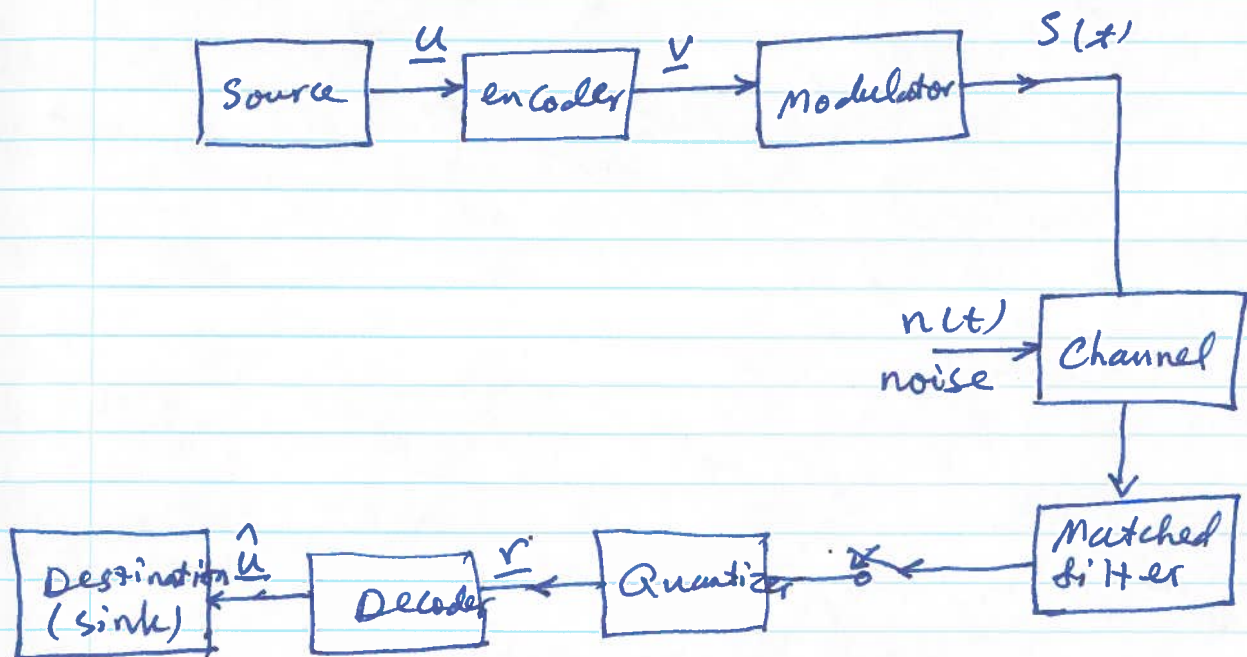 Source
u
encoder
v
Modulator
S(t)
n(t)
noise
Channel
Matched
filter
Quantizer
r
Decoder
û
Destination
(sink)